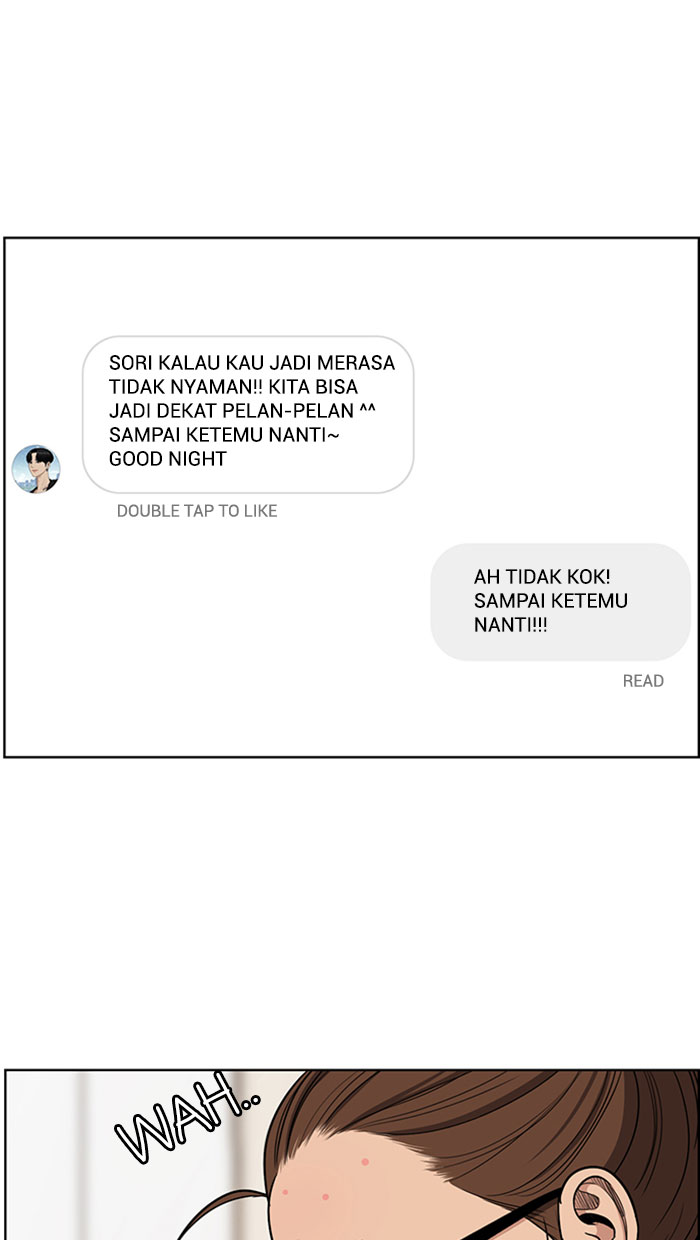 SORI KALAU KAU JADI MERASA
TIDAK NYAMAN!! KITA BISA
JADI DEKAT PELAN-PELAN ^^
SAMPAI KETEMU NANTI~
GOOD NIGHT
DOUBLE TAP TO LIKE
AH TIDAK KOK!
SAMPAI KETEMU
NANTI!!!
READ
WAH..